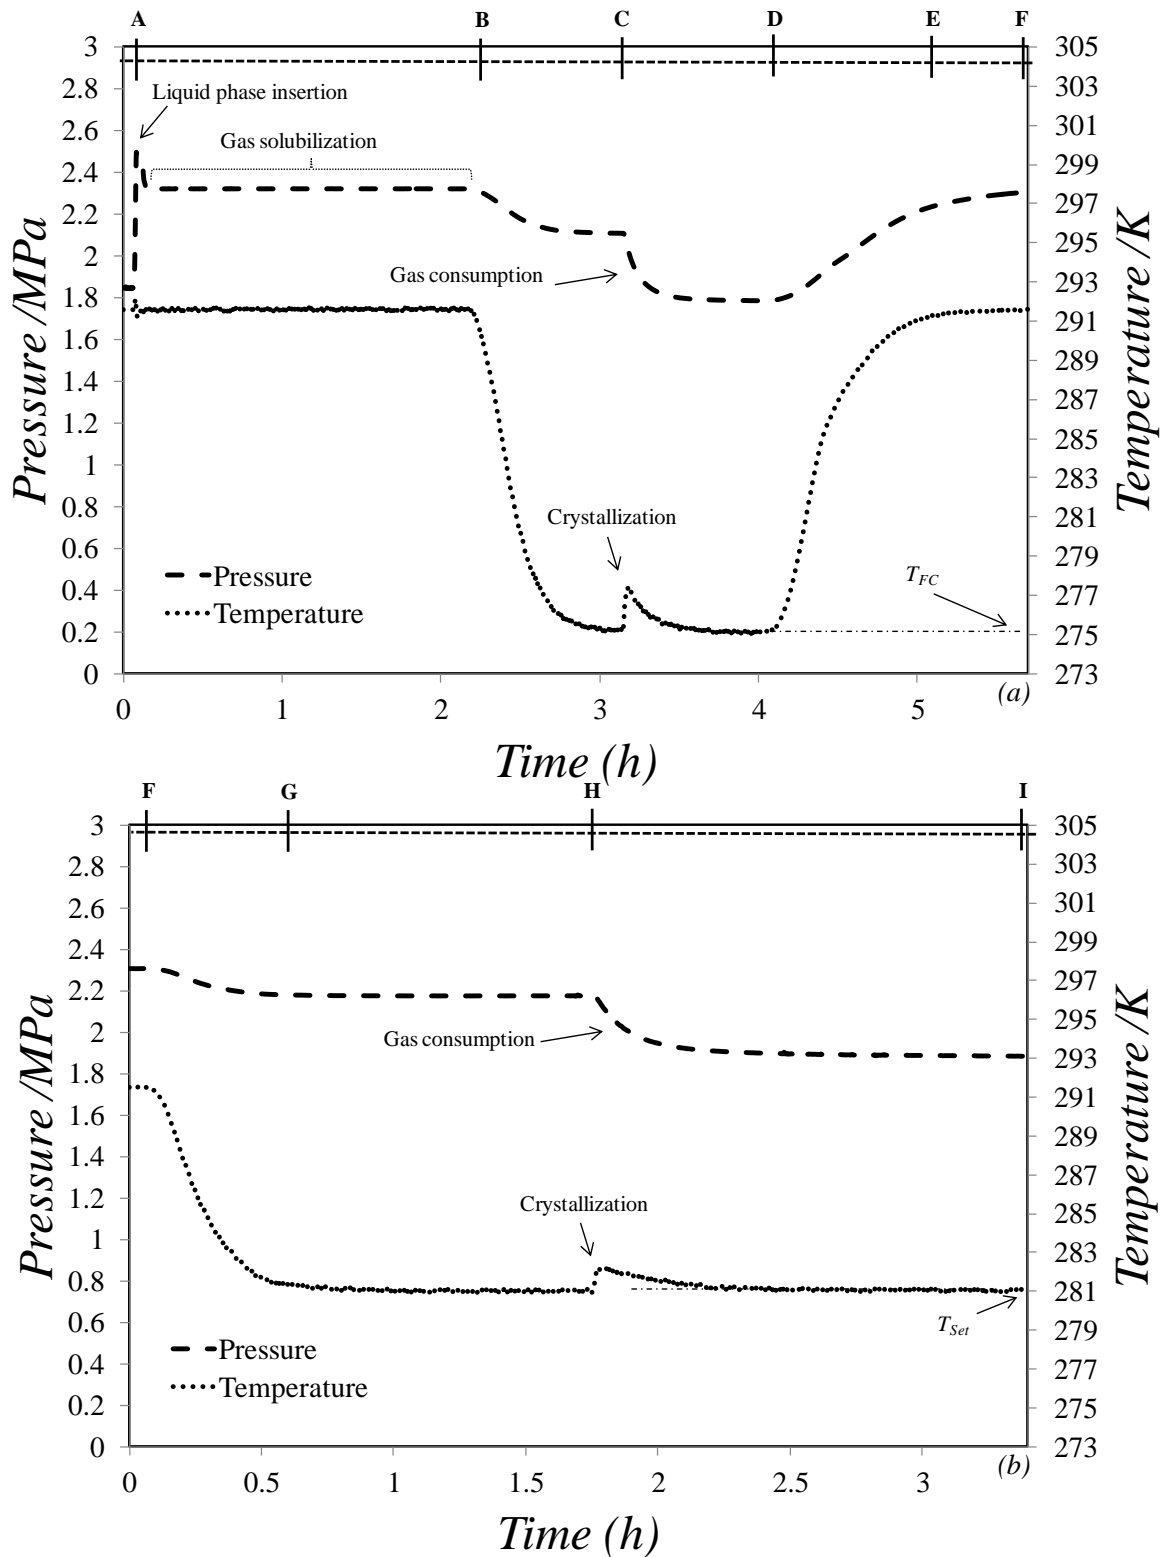 A B C D E F
3 305
2.8 303
Liquid phase insertion
2.6 301
Gas solubilization
2.4 299
2.2 297
2 295
Gas consumption
1.8 293
1.6 291
1.4 289
1.2 287
1 285
0.8 283
0.6 281
0.4 279
0.2 277
0 275
273
Pressure /MPa
Temperature /K
Crystallization
T_FC
Pressure
Temperature
(a)
0 1 2 3 4 5
Time (h)
F G H I
3 305
2.8 303
2.6 301
2.4 299
2.2 297
2 295
Gas consumption
1.8 293
1.6 291
1.4 289
1.2 287
1 285
0.8 283
0.6 281
0.4 279
0.2 277
0 275
273
Pressure /MPa
Temperature /K
Crystallization
T_Set
Pressure
Temperature
(b)
0 0.5 1 1.5 2 2.5 3
Time (h)